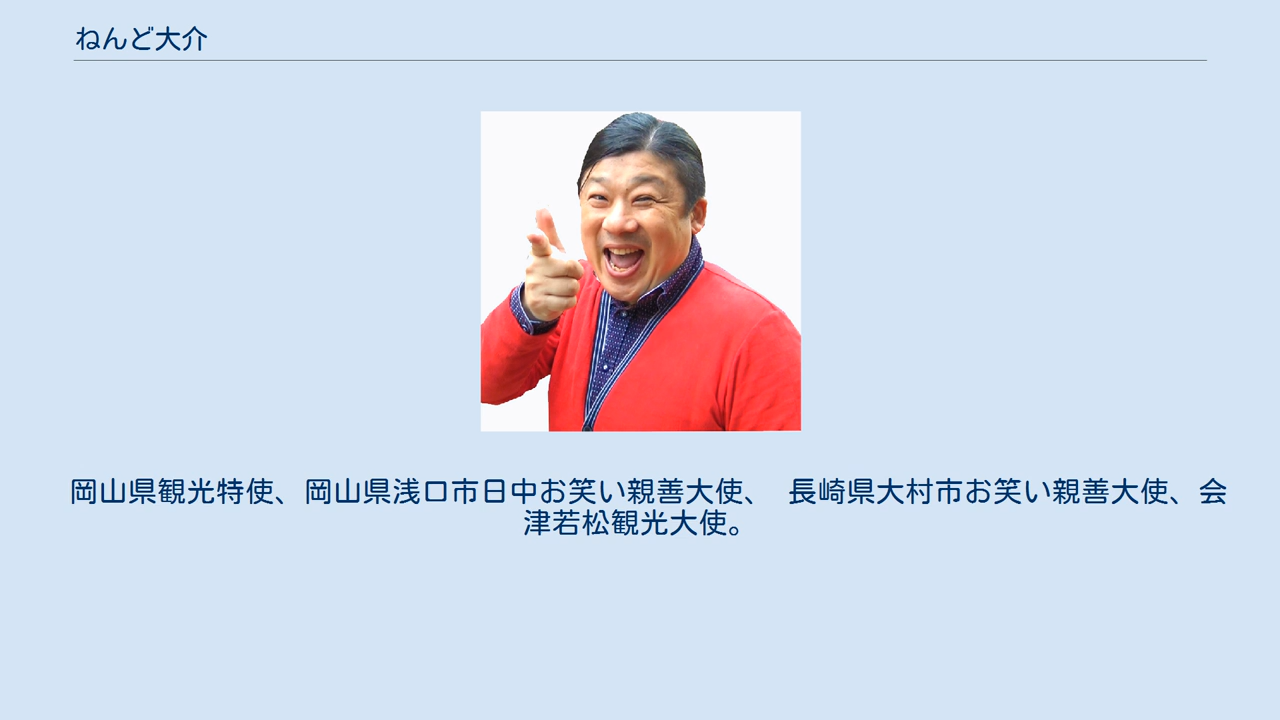 ねんど大介
岡山県観光特使、岡山県浅口市日中お笑い親善大使、 長崎県大村市お笑い親善大使、会
津若松観光大使。